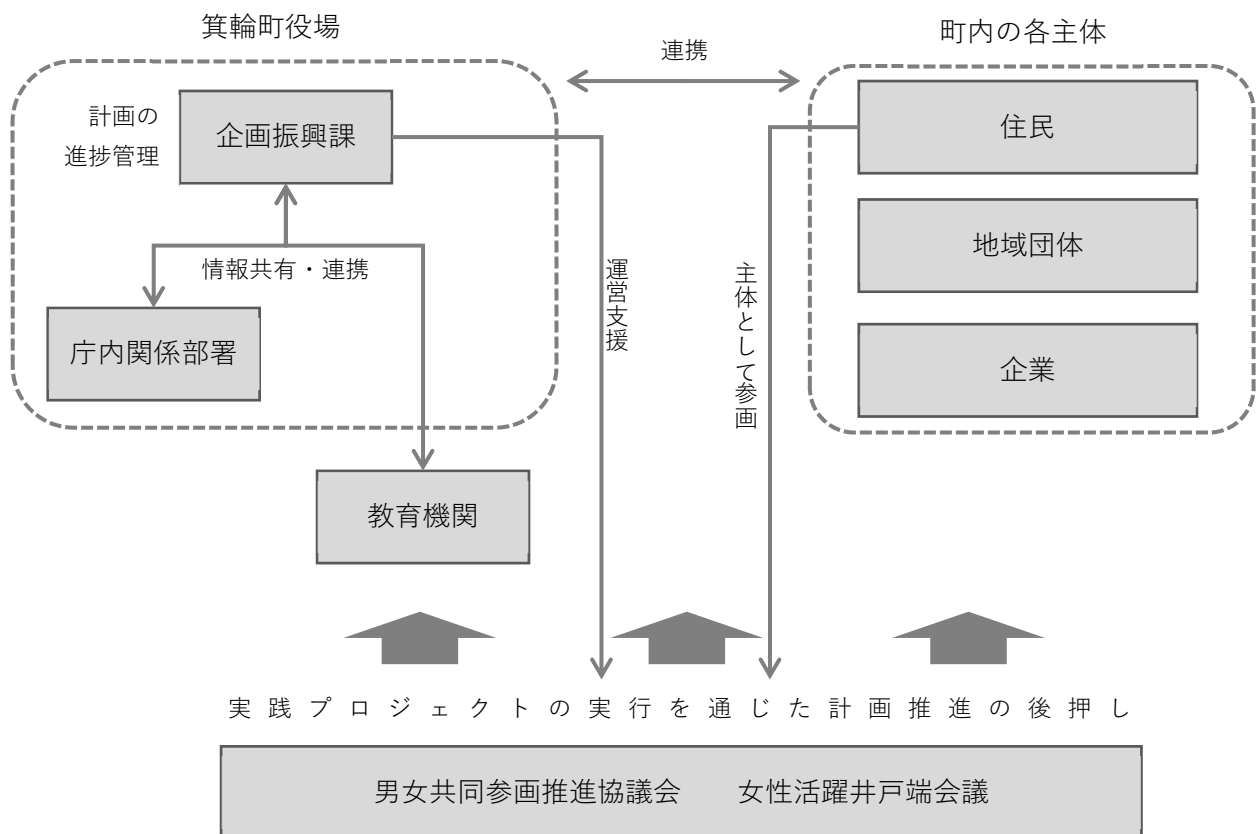 箕輪町役場
町内の各主体
連携
計画の
進捗管理
企画振興課
住民
地域団体
情報共有・連携
運営支援
主体として参画
庁内関係部署
企業
教育機関
実践プロジェクトの実行を通じた計画推進の後押し
男女共同参画推進協議会　　女性活躍井戸端会議